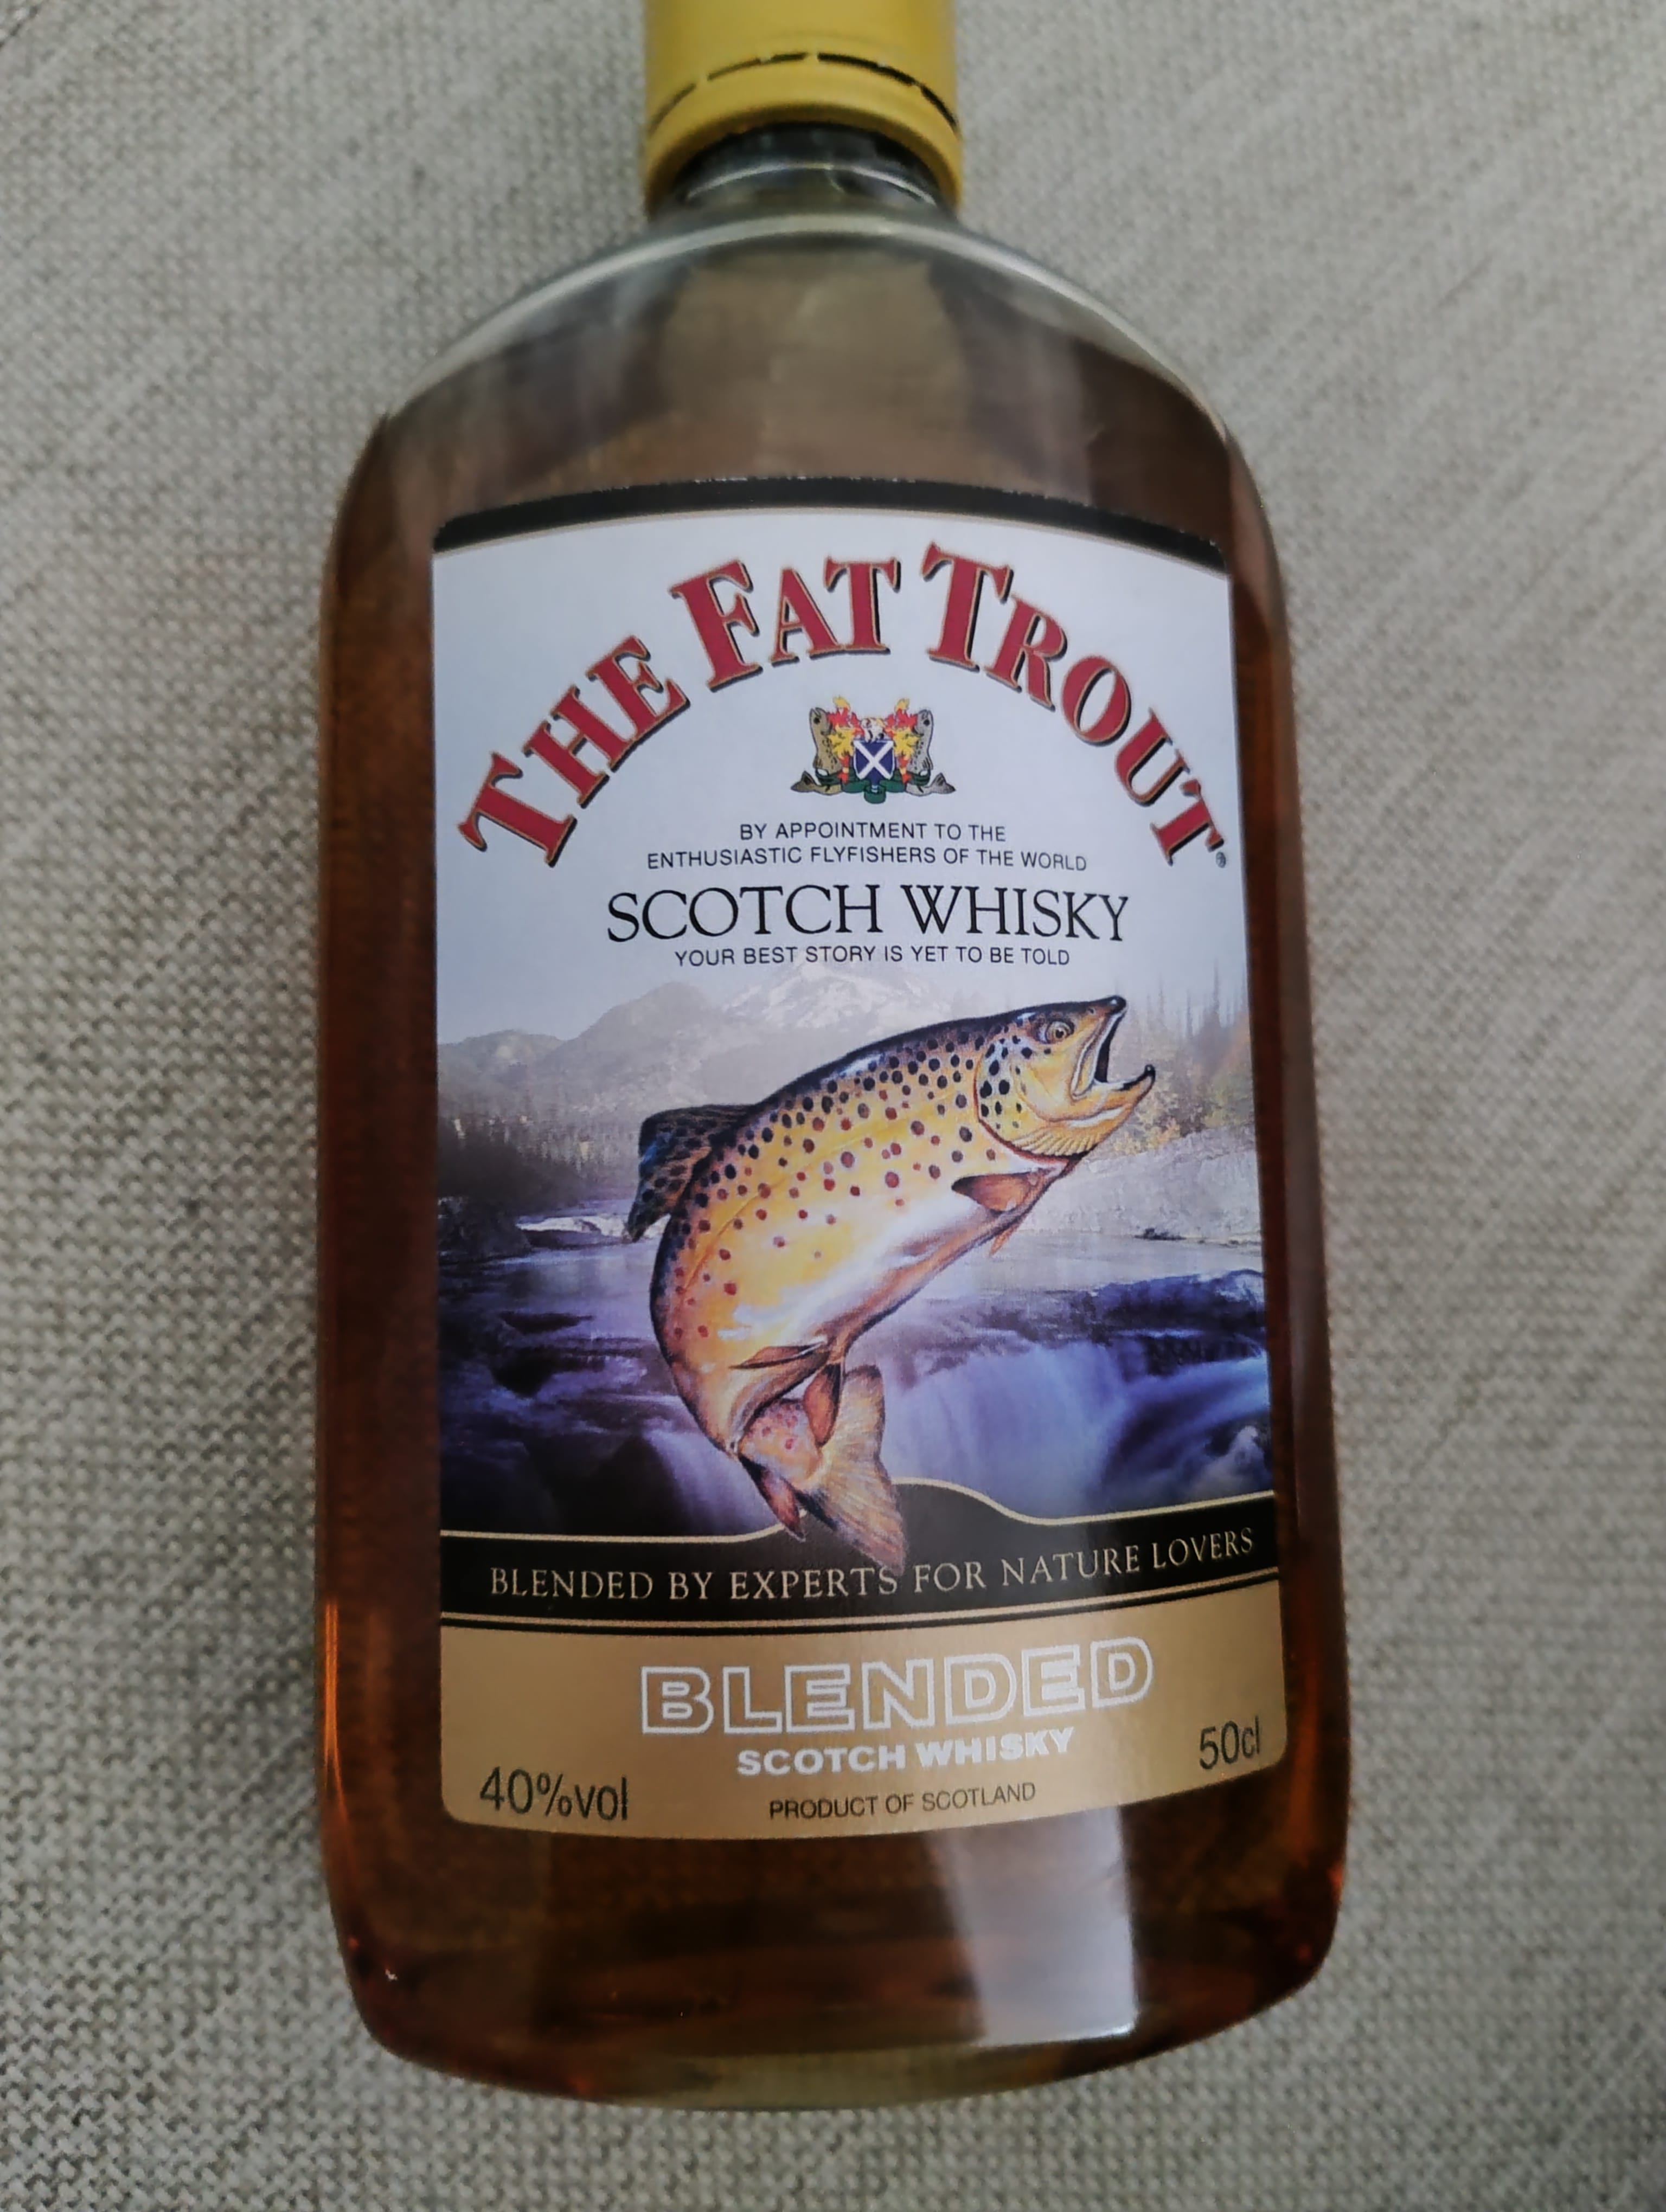 THE FAT TROUT®
BY APPOINTMENT TO THE
ENTHUSIASTIC FLYFISHERS OF THE WORLD
SCOTCH WHISKY
YOUR BEST STORY IS YET TO BE TOLD
BLENDED BY EXPERTS FOR NATURE LOVERS
BLENDED
SCOTCH WHISKY
40%vol
PRODUCT OF SCOTLAND
50cl